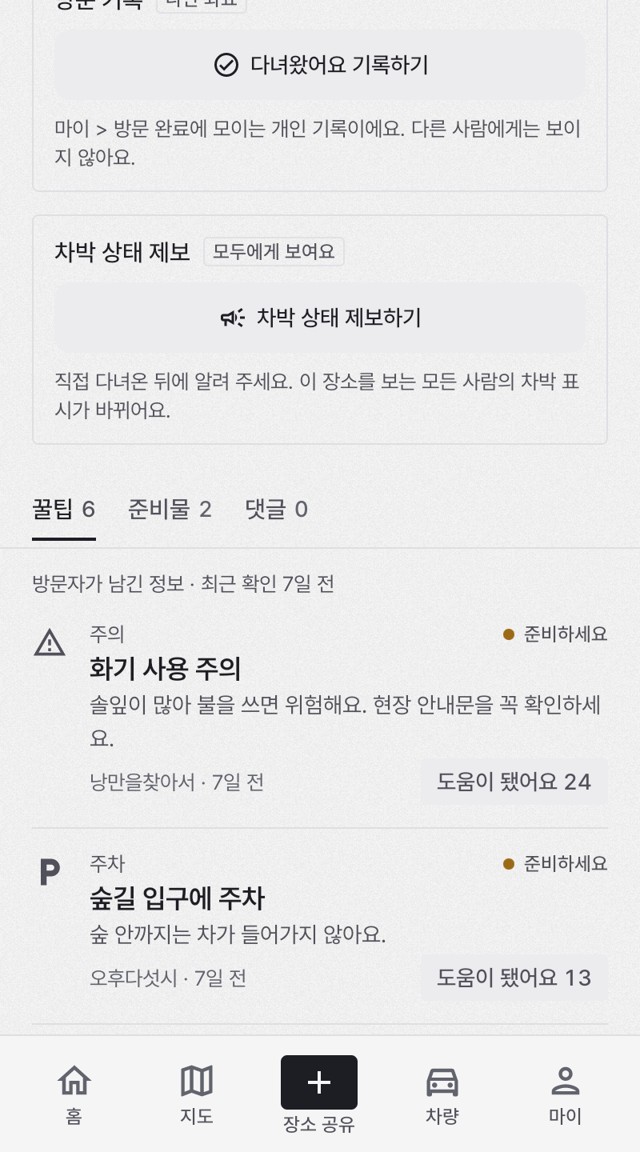 방문 기록
다녀왔어요 기록하기
마이 > 방문 완료에 모이는 개인 기록이에요. 다른 사람에게는 보이
지 않아요.
차박 상태 제보 모두에게 보여요
차박 상태 제보하기
직접 다녀온 뒤에 알려 주세요. 이 장소를 보는 모든 사람의 차박 표
시가 바뀌어요.
꿀팁 6 준비물 2 댓글 0
방문자가 남긴 정보 · 최근 확인 7일 전
주의 준비하세요
화기 사용 주의
솔잎이 많아 불을 쓰면 위험해요. 현장 안내문을 꼭 확인하세
요.
낭만을찾아서 · 7일 전 도움이 됐어요 24
P 주차 준비하세요
숲길 입구에 주차
숲 안까지는 차가 들어가지 않아요.
오후다섯시 · 7일 전 도움이 됐어요 13
홈 지도 장소 공유 차량 마이